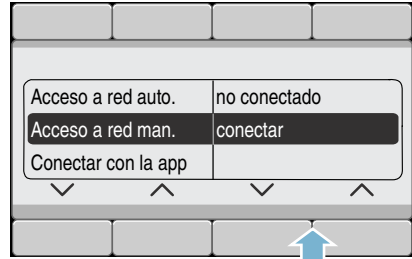 Acceso a red auto. no conectado
Acceso a red man. conectar
Conectar con la app